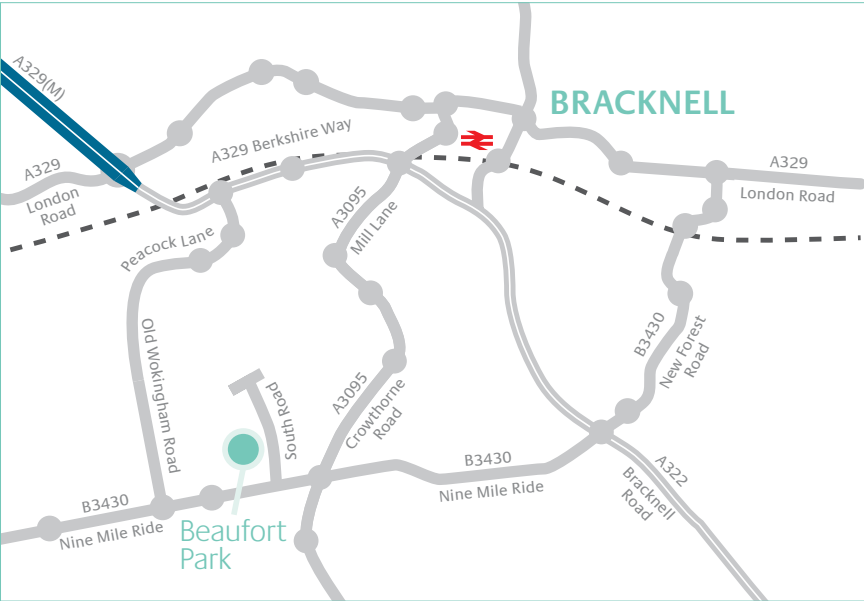 A329(M)
BRACKNELL
A329 Berkshire Way
A329
London
Road
A329
London Road
Peacock Lane
A3095
Mill Lane
Old Wokingham Road
B3430
New Forest
Road
South Road
A3095
Crowthorne
Road
B3430
Nine Mile Ride
A322
Bracknell
Road
B3430
Nine Mile Ride
Beaufort
Park